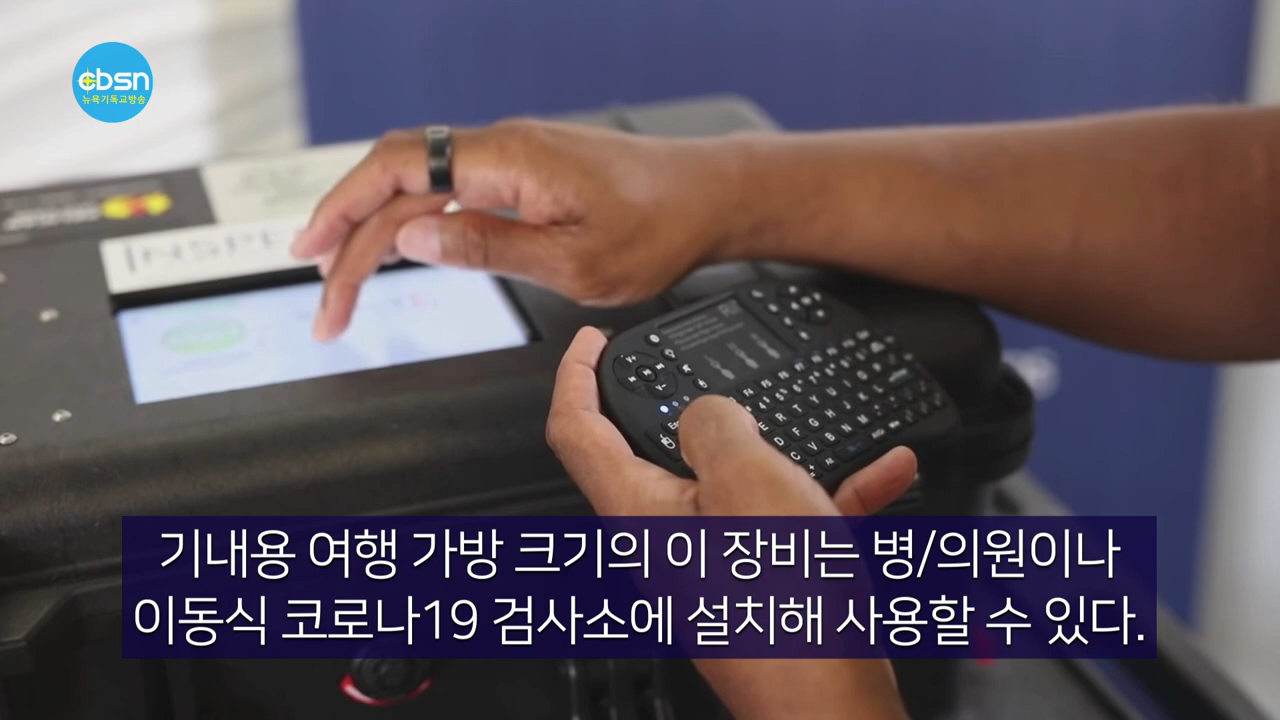 cbsn
뉴욕기독교방송
INSPE
기내용 여행 가방 크기의 이 장비는 병/의원이나
이동식 코로나19 검사소에 설치해 사용할 수 있다.